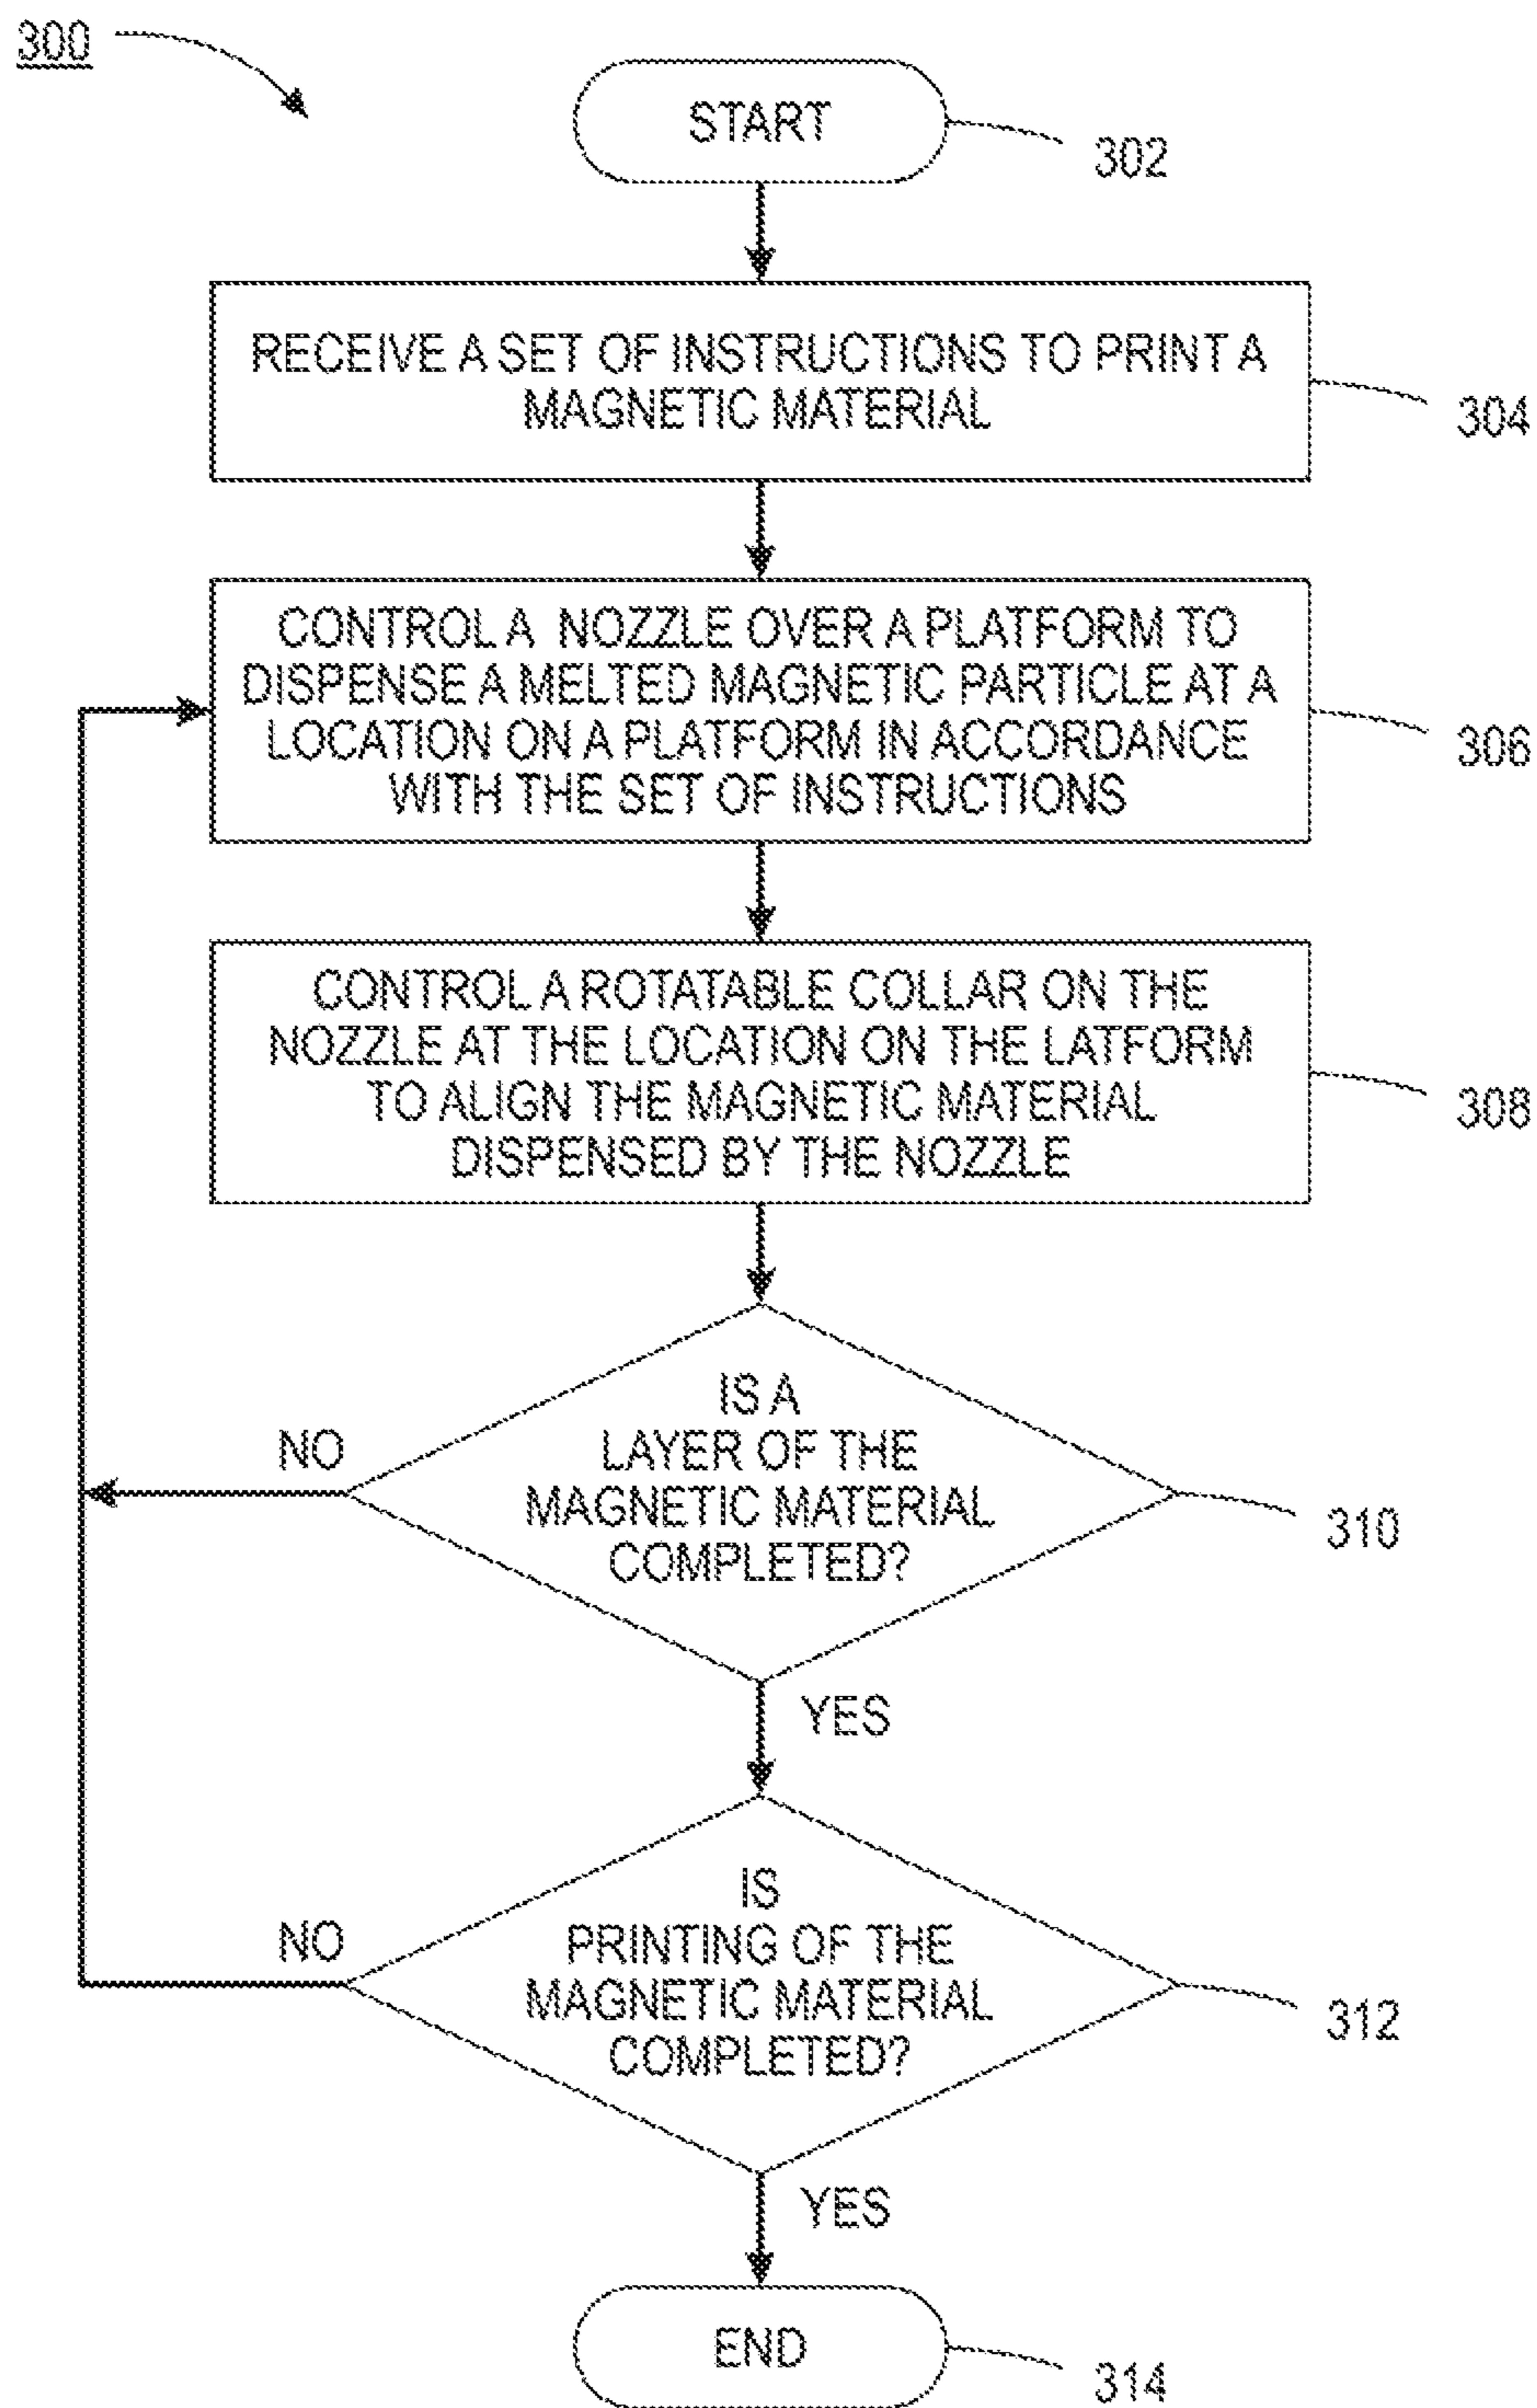 300
START
302
RECEIVE A SET OF INSTRUCTIONS TO PRINT A
MAGNETIC MATERIAL
304
CONTROL A NOZZLE OVER A PLATFORM TO
DISPENSE A MELTED MAGNETIC PARTICLE AT A
LOCATION ON A PLATFORM IN ACCORDANCE
WITH THE SET OF INSTRUCTIONS
306
CONTROL A ROTATABLE COLLAR ON THE
NOZZLE AT THE LOCATION ON THE LATFORM
TO ALIGN THE MAGNETIC MATERIAL
DISPENSED BY THE NOZZLE
308
IS A
LAYER OF THE
MAGNETIC MATERIAL
COMPLETED?
NO
310
YES
IS
PRINTING OF THE
MAGNETIC MATERIAL
COMPLETED?
NO
312
YES
END
314